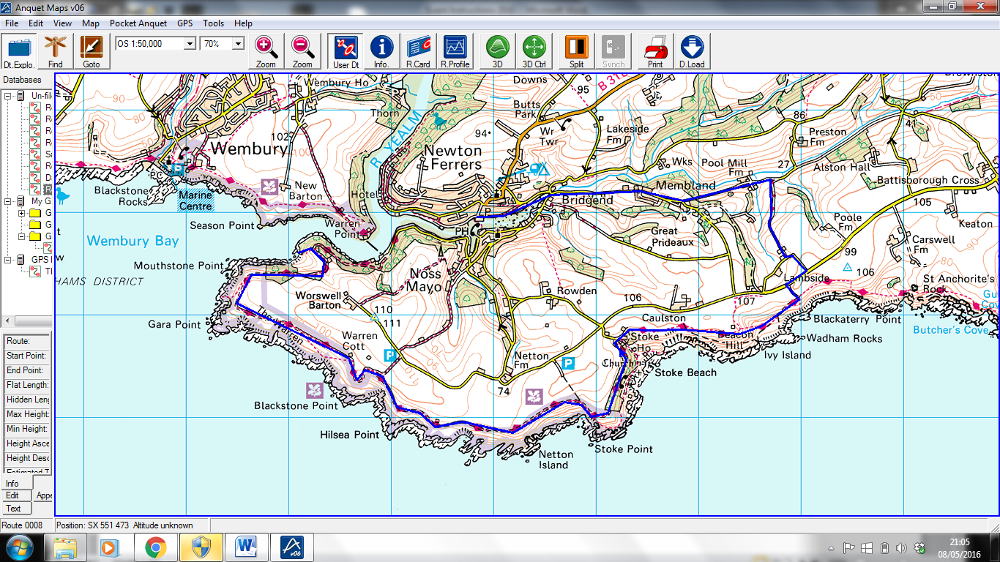 Anquet Maps v06
File Edit View Map Pocket Anquet GPS Tools Help
OS 1:50,000 70%
Dt.Explo. Find Goto Zoom Zoom User Dt Info. R.Card R.Profile 3D 3D Ctrl Split Synch Print D.Load
Databases
Un-fil
My G
GPS
Route:
Start Point:
End Point:
Flat Length:
Hidden Leng
Max Height:
Min Height:
Height Asce
Height Desc
Info
Edit Appe
Text
Wembury Ho
Downs
95
B 31
Thorn
Butts
Park
Wr
Twr
94
Lakeside
Fm
86
Preston
Fm
R YEALM
102
Wembury
Newton
Ferrers
Wks
Pool Mill
Fm
27
Alston Hall
Battisborough Cross
PC
P
Blackstone
Rocks
Marine
Centre
New
Barton
Hotel
Membland
Bridgend
105
Keaton
Season Point
Warren
Point
P
PH
Great
Prideaux
Poole
Fm
Carswell
Fm
Wembury Bay
99
106
Mouthstone Point
HAMS DISTRICT
Noss
Mayo
Lambside
St Anchorite's
Rock
Worswell
Barton
Rowden
106
107
110
111
Gara Point
The Warren
Caulston
Blackaterry Point
Butcher's Cove
Warren
Cott
Stoke
Ho
Beacon
Hill
Wadham Rocks
Ivy Island
P
Netton
Fm
P
Church
Stoke Beach
74
Blackstone Point
Hilsea Point
Netton
Island
Stoke Point
Route 0008 Position: SX 551 473 Altitude unknown
v06
21:05
08/05/2016